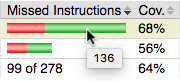 Missed Instructions Cov.
68%
136
56%
99 of 278 64%